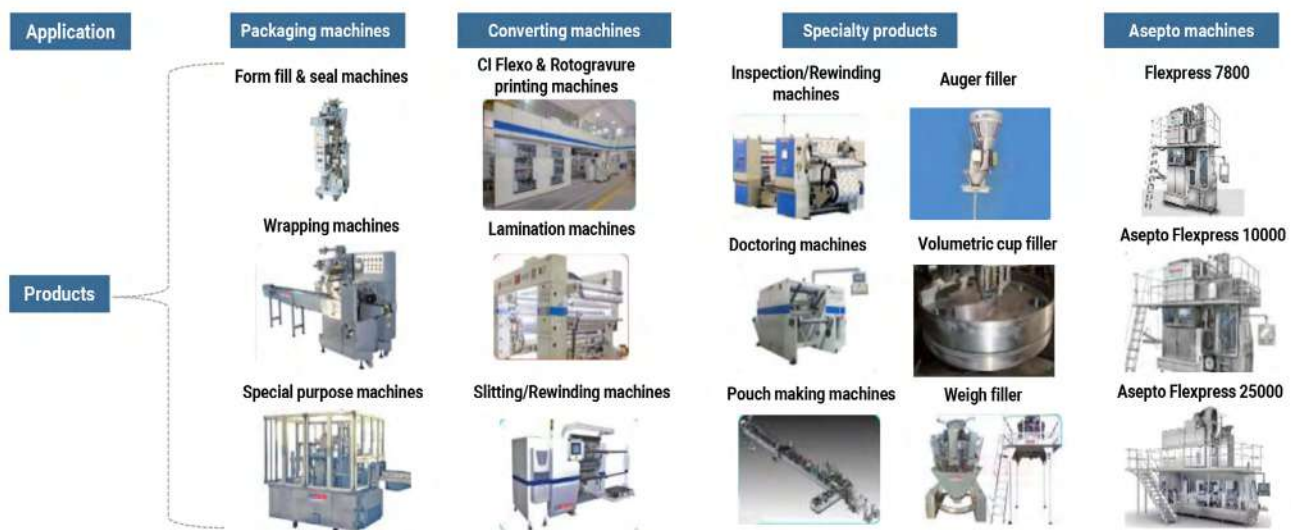 Application
Packaging machines
Converting machines
Specialty products
Asepto machines
Products
Form fill & seal machines
CI Flexo & Rotogravure
printing machines
Inspection/Rewinding
machines
Auger filler
Flexpress 7800
Wrapping machines
Lamination machines
Doctoring machines
Volumetric cup filler
Asepto Flexpress 10000
Special purpose machines
Slitting/Rewinding machines
Pouch making machines
Weigh filler
Asepto Flexpress 25000